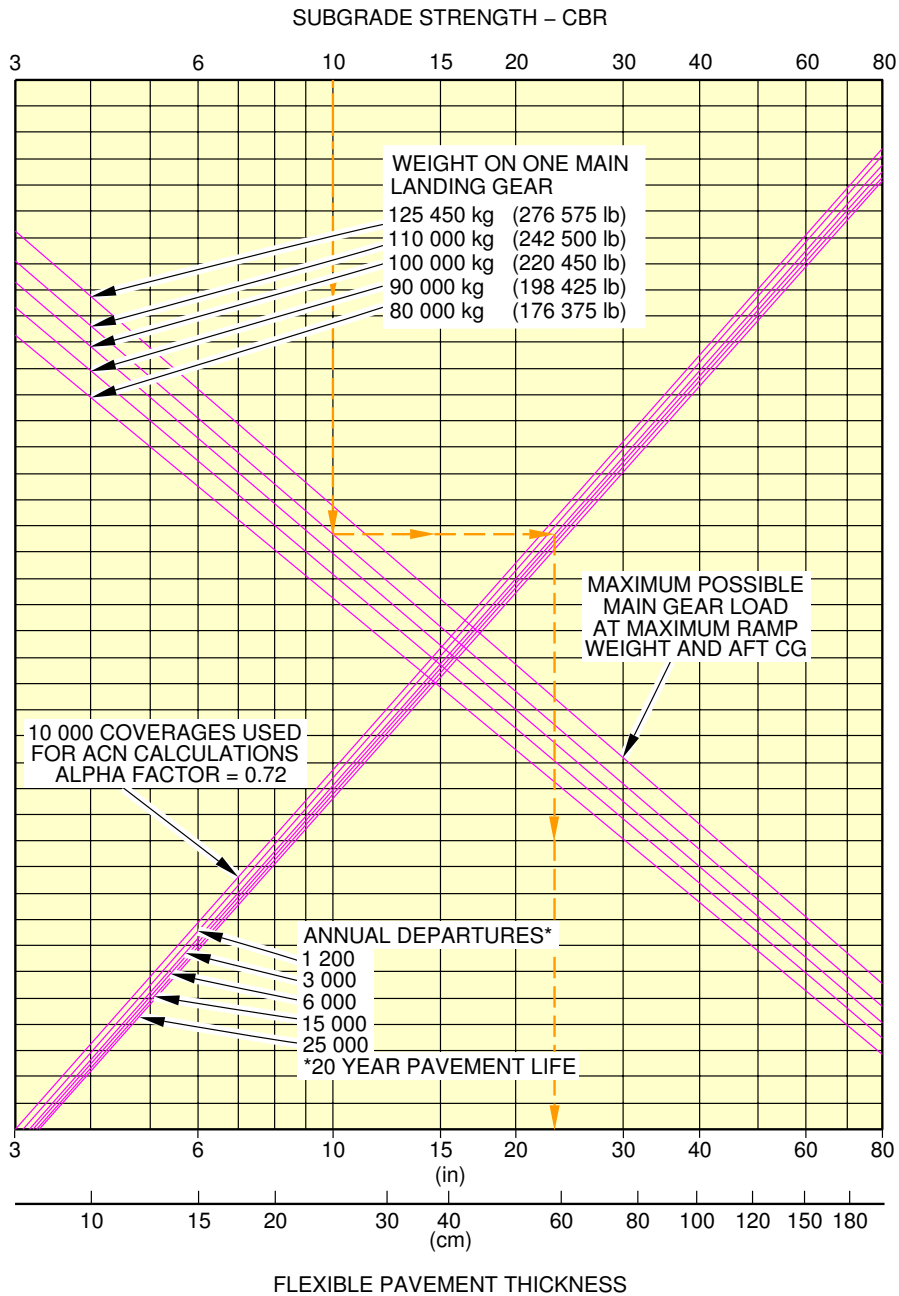 SUBGRADE STRENGTH – CBR
3 6 10 15 20 30 40 60 80
WEIGHT ON ONE MAIN
LANDING GEAR
125 450 kg (276 575 lb)
110 000 kg (242 500 lb)
100 000 kg (220 450 lb)
90 000 kg (198 425 lb)
80 000 kg (176 375 lb)
MAXIMUM POSSIBLE
MAIN GEAR LOAD
AT MAXIMUM RAMP
WEIGHT AND AFT CG
10 000 COVERAGES USED
FOR ACN CALCULATIONS
ALPHA FACTOR = 0.72
ANNUAL DEPARTURES*
1 200
3 000
6 000
15 000
25 000
*20 YEAR PAVEMENT LIFE
3 6 10 15 20 30 40 60 80
(in)
10 15 20 30 40 60 80 100 120 150 180
(cm)
FLEXIBLE PAVEMENT THICKNESS